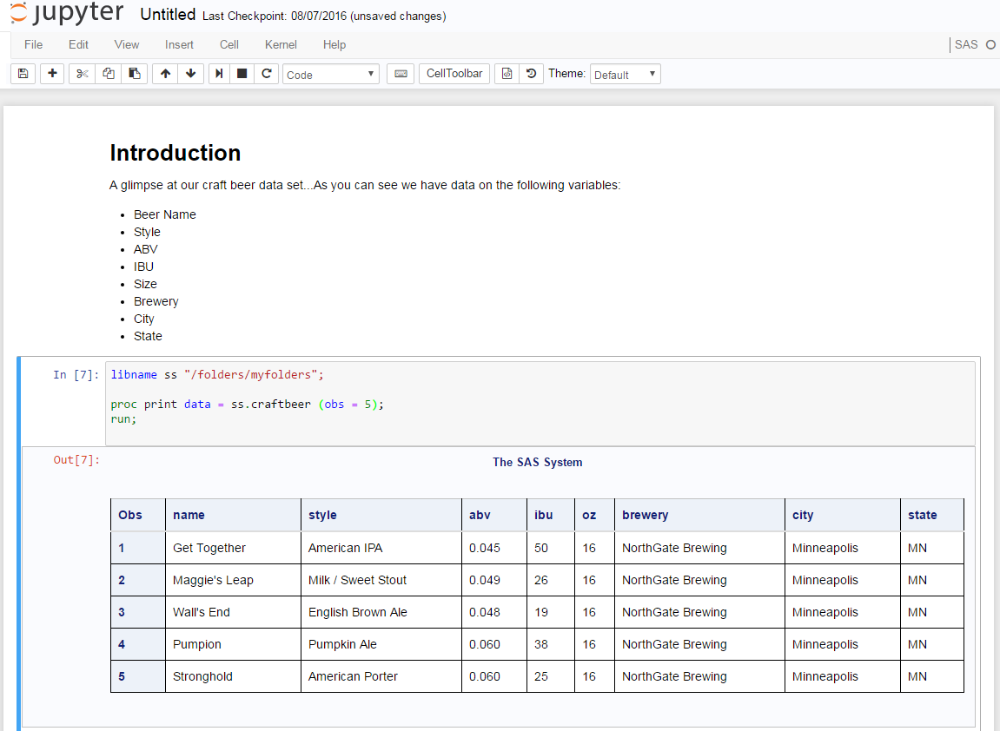 jupyter Untitled Last Checkpoint: 08/07/2016 (unsaved changes)
File Edit View Insert Cell Kernel Help SAS
Code CellToolbar Theme: Default
Introduction
A glimpse at our craft beer data set...As you can see we have data on the following variables:
Beer Name
Style
ABV
IBU
Size
Brewery
City
State
In [7]: libname ss "/folders/myfolders";
proc print data = ss.craftbeer (obs = 5);
run;
Out[7]: The SAS System
Obs name style abv ibu oz brewery city state
1 Get Together American IPA 0.045 50 16 NorthGate Brewing Minneapolis MN
2 Maggie's Leap Milk / Sweet Stout 0.049 26 16 NorthGate Brewing Minneapolis MN
3 Wall's End English Brown Ale 0.048 19 16 NorthGate Brewing Minneapolis MN
4 Pumpion Pumpkin Ale 0.060 38 16 NorthGate Brewing Minneapolis MN
5 Stronghold American Porter 0.060 25 16 NorthGate Brewing Minneapolis MN